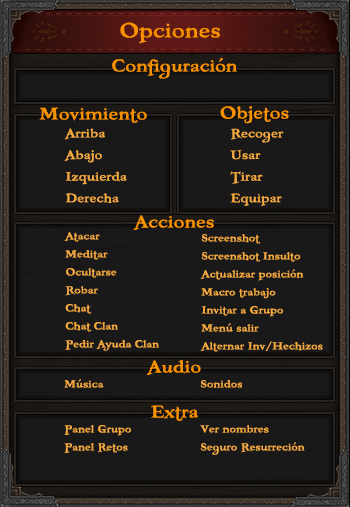 Opciones
Configuración
Movimiento
Arriba
Abajo
Izquierda
Derecha
Objetos
Recoger
Usar
Tirar
Equipar
Acciones
Atacar
Meditar
Ocultarse
Robar
Chat
Chat Clan
Pedir Ayuda Clan
Screenshot
Screenshot Insulto
Actualizar posición
Macro trabajo
Invitar a Grupo
Menú salir
Alternar Inv/Hechizos
Audio
Música
Sonidos
Extra
Panel Grupo
Panel Retos
Ver nombres
Seguro Resurreción